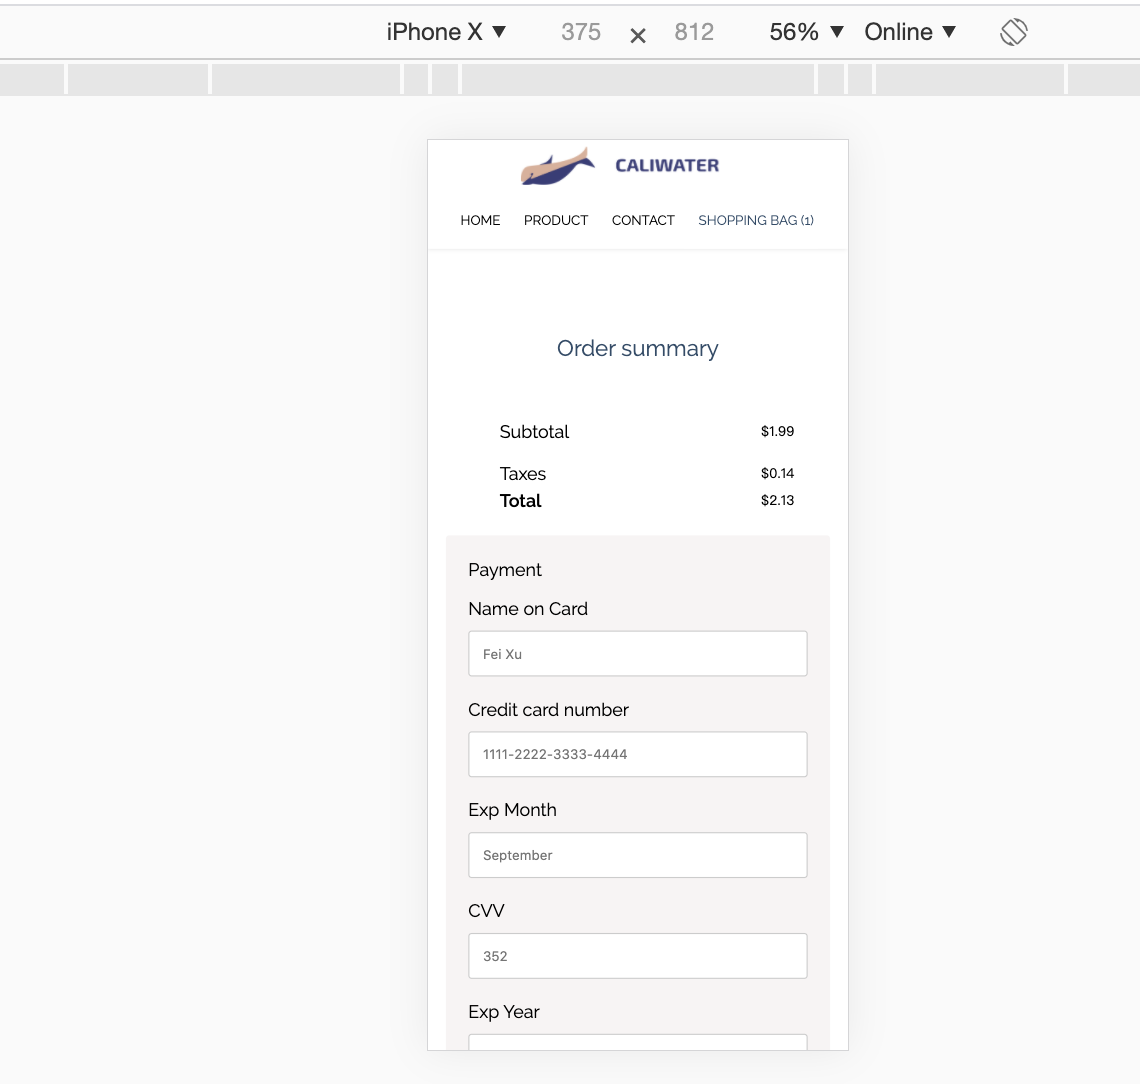 iPhone X ▼ 375 × 812 56% ▼ Online ▼
CALIWATER
HOME PRODUCT CONTACT SHOPPING BAG (1)
Order summary
Subtotal $1.99
Taxes $0.14
Total $2.13
Payment
Name on Card
Fei Xu
Credit card number
1111-2222-3333-4444
Exp Month
September
CVV
352
Exp Year